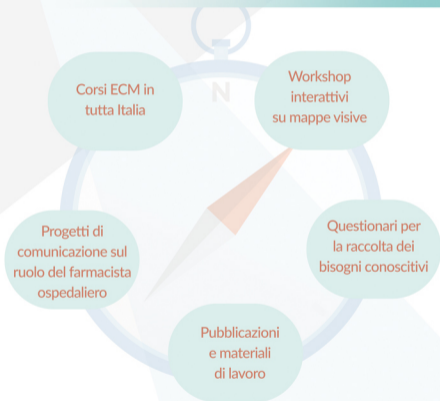 Corsi ECM in
tutta Italia
Workshop
interattivi
su mappe visive
N
Progetti di
comunicazione sul
ruolo del farmacista
ospedaliero
Questionari per
la raccolta dei
bisogni conoscitivi
Pubblicazioni
e materiali
di lavoro